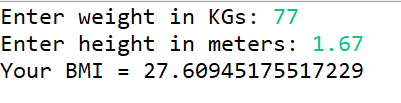 Enter weight in KGs: 77
Enter height in meters: 1.67
Your BMI = 27.60945175517229